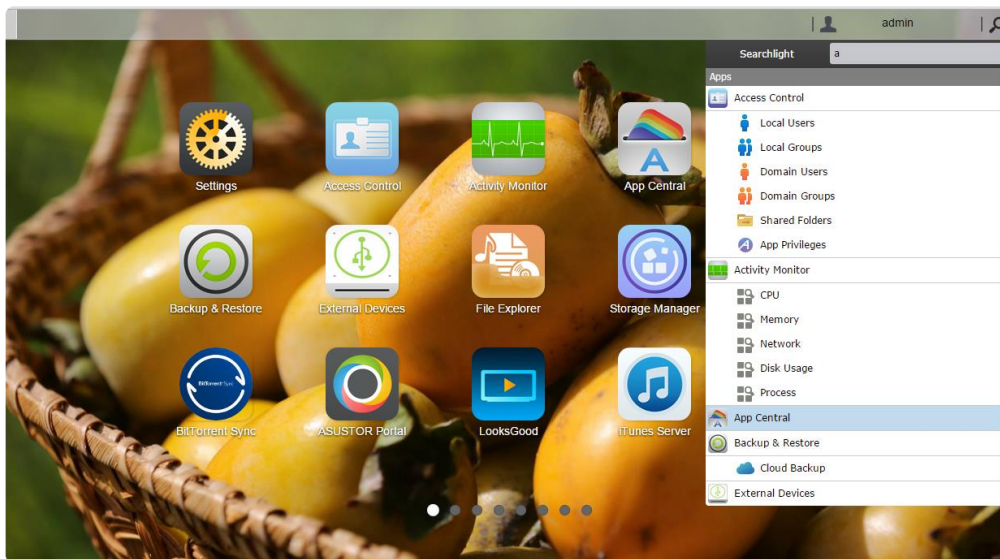 admin
Searchlight a
Apps
Access Control
Local Users
Local Groups
Domain Users
Domain Groups
Shared Folders
App Privileges
Activity Monitor
CPU
Memory
Network
Disk Usage
Process
App Central
Backup & Restore
Cloud Backup
External Devices
Settings Access Control Activity Monitor App Central
Backup & Restore External Devices File Explorer Storage Manager
BitTorrent Sync
BitTorrent Sync ASUSTOR Portal LooksGood iTunes Server